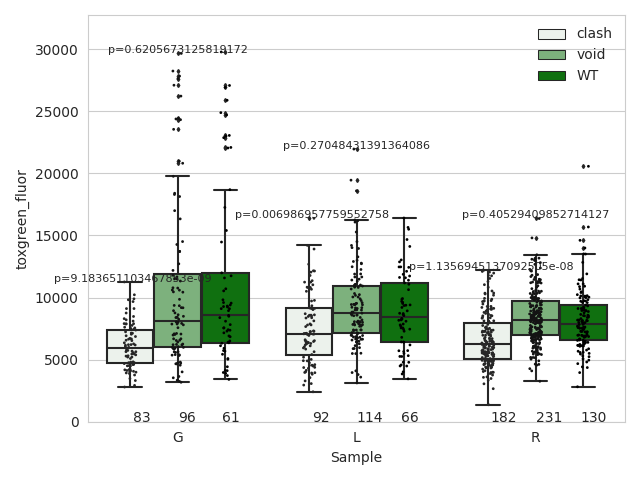 clash
void
WT
p=0.6205673125819172
p=0.27048431391364086
p=0.006986957759552758
p=0.40529409852714127
p=1.1356945137092505e-08
30000
25000
20000
15000
10000
5000
0
toxgreen_fluor
83 96 61 92 114 66 182 231 130
G L R
Sample